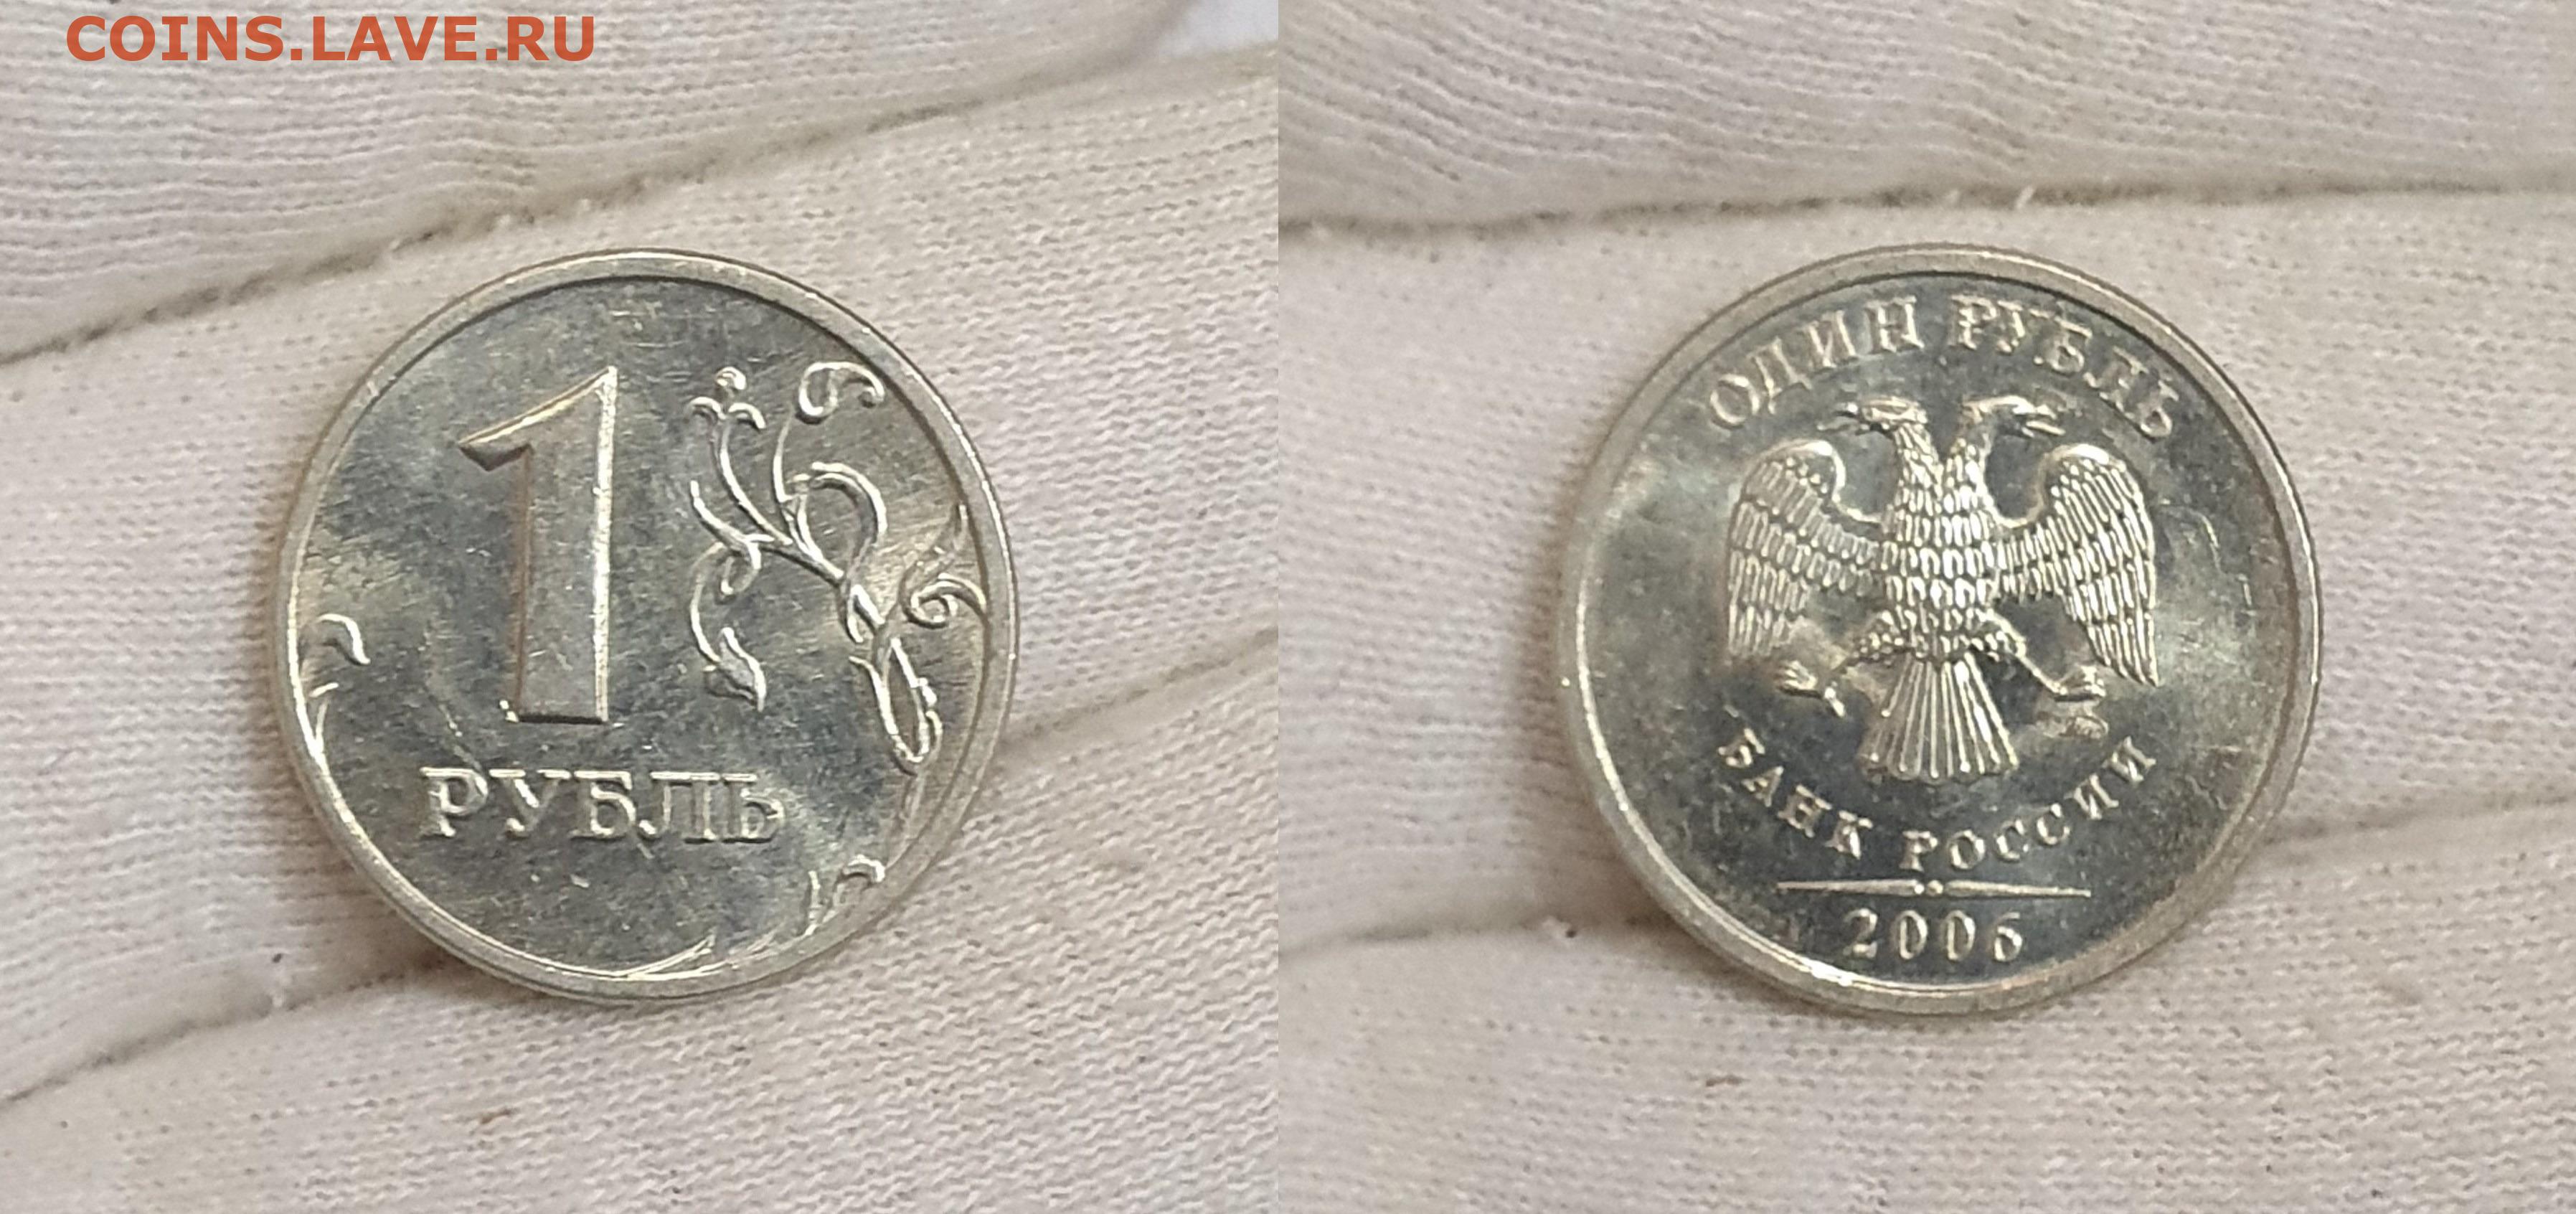 COINS.LAVE.RU
1
РУБЛЬ
ОДИН РУБЛЬ
БАНК РОССИИ
2006